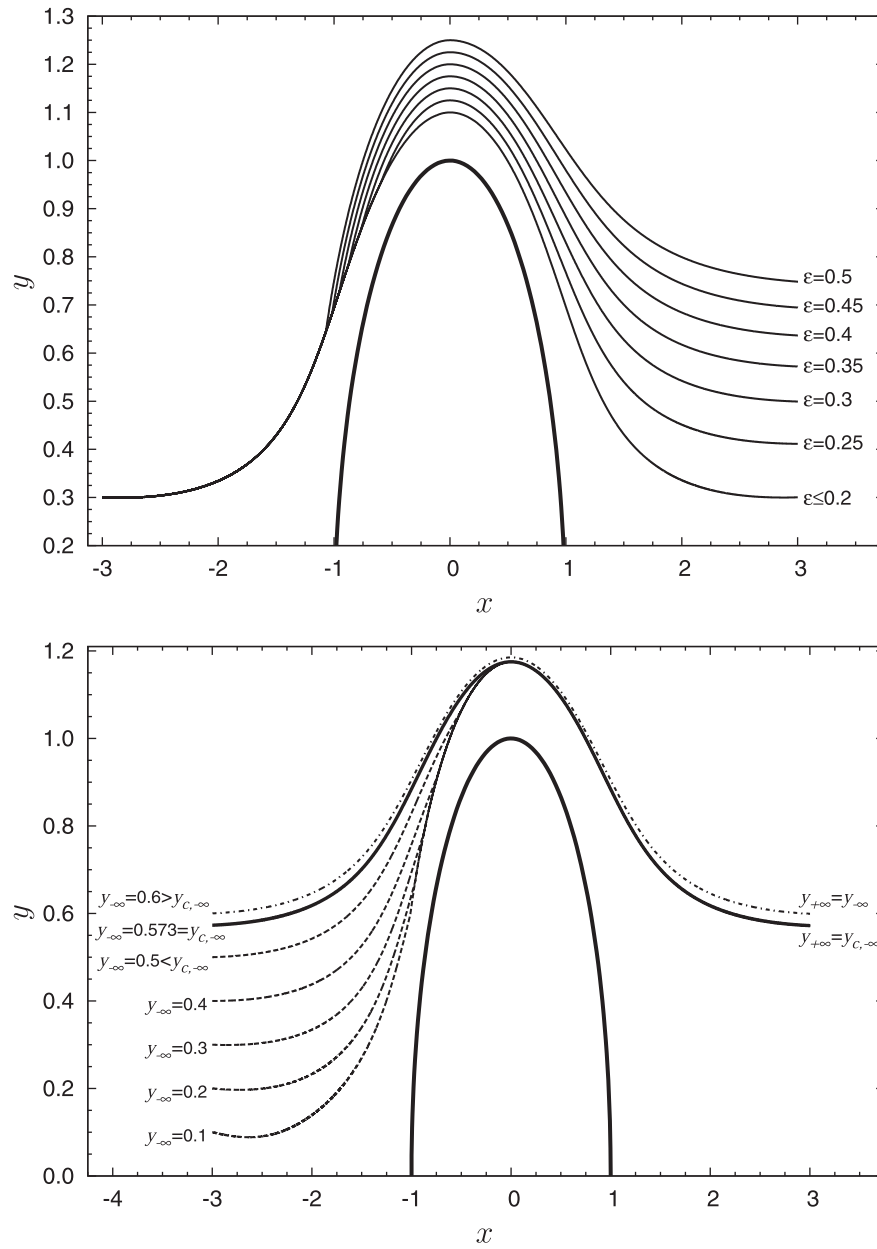 1.3
1.2
1.1
1.0
0.9
0.8
0.7
0.6
0.5
0.4
0.3
0.2
y
ε=0.5
ε=0.45
ε=0.4
ε=0.35
ε=0.3
ε=0.25
ε≤0.2
-3 -2 -1 0 1 2 3
x
1.2
1.0
0.8
0.6
0.4
0.2
0.0
y
y-∞=0.6>yc,-∞
y-∞=0.573=yc,-∞
y-∞=0.5<yc,-∞
y-∞=0.4
y-∞=0.3
y-∞=0.2
y-∞=0.1
y+∞=y-∞
y+∞=yc,-∞
-4 -3 -2 -1 0 1 2 3
x